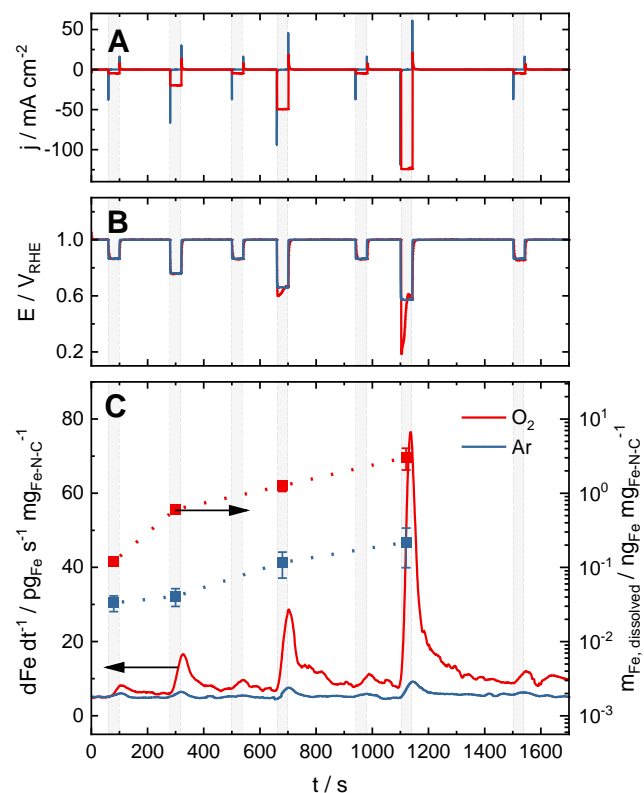 A
j / mA cm-2
50
0
-50
-100
B
E / VRHE
1.0
0.6
0.2
C
O2
Ar
dFe dt-1 / pgFe s-1 mgFe-N-C-1
80
60
40
20
0
mFe, dissolved / ngFe mgFe-N-C-1
101
100
10-1
10-2
10-3
0 200 400 600 800 1000 1200 1400 1600
t / s